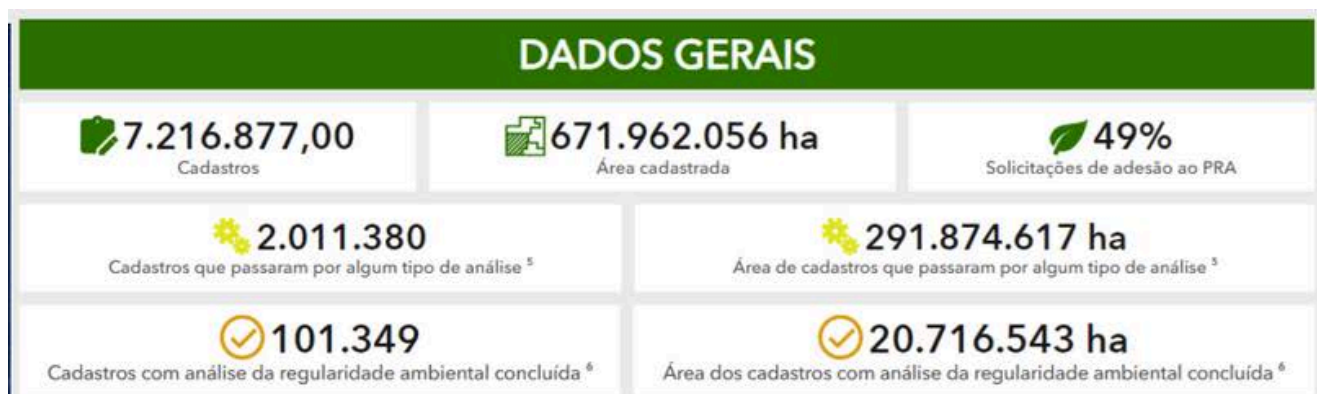 DADOS GERAIS
7.216.877,00
Cadastros
671.962.056 ha
Área cadastrada
49%
Solicitações de adesão ao PRA
2.011.380
Cadastros que passaram por algum tipo de análise ⁵
291.874.617 ha
Área de cadastros que passaram por algum tipo de análise ⁵
101.349
Cadastros com análise da regularidade ambiental concluída ⁶
20.716.543 ha
Área dos cadastros com análise da regularidade ambiental concluída ⁶